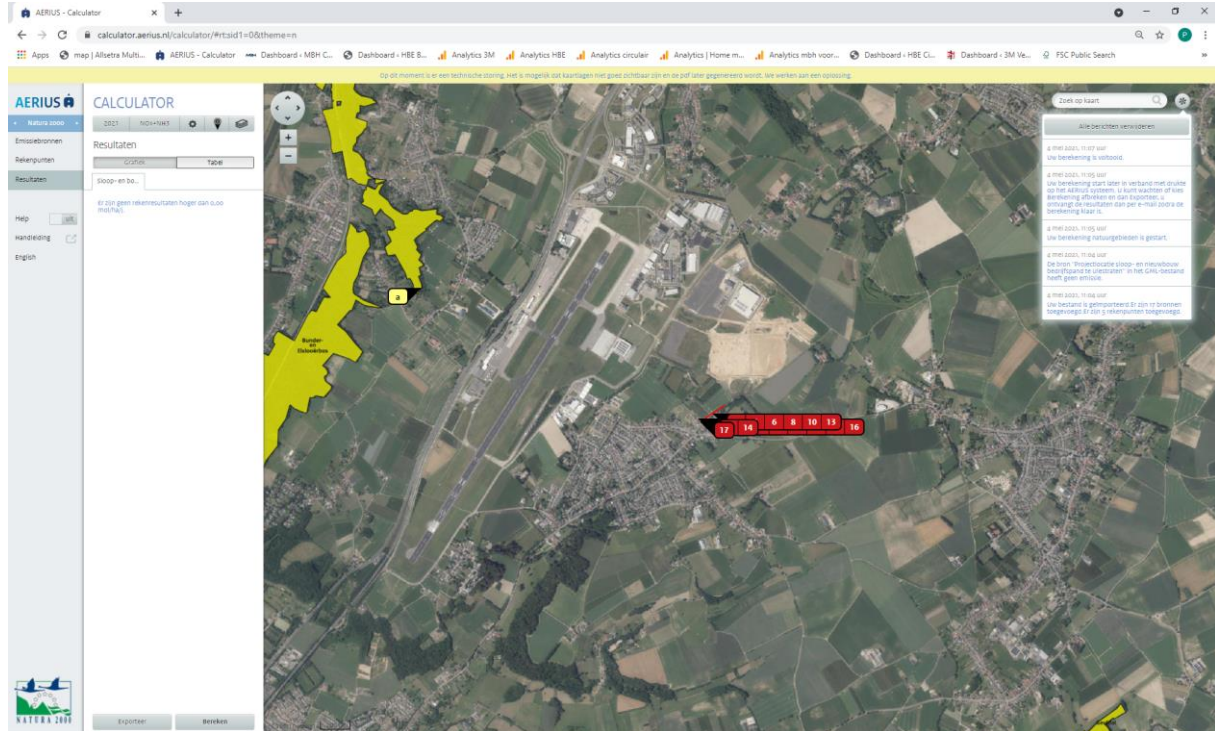 AERIUS - Calculator
calculator.aerius.nl/calculator/#rt:sid1=0&theme=n
P
Apps
map | Allsetra Multi...
AERIUS - Calculator
Dashboard ‹ MBH C...
Dashboard ‹ HBE B...
Analytics 3M
Analytics HBE
Analytics circulair
Analytics | Home m...
Analytics mbh voor...
Dashboard ‹ HBE Ci...
Dashboard ‹ 3M Ve...
FSC Public Search
»
Op dit moment is er een technische storing. Het is mogelijk dat kaartlagen niet goed zichtbaar zijn en de pdf later gegenereerd wordt. We werken aan een oplossing.
AERIUS
Natura 2000
Emissiebronnen
Rekenpunten
Resultaten
Help
uit
Handleiding
English
NATURA 2000
CALCULATOR
2021 NOx+NH3
Resultaten
Grafiek Tabel
Sloop- en bo...
Er zijn geen rekenresultaten hoger dan 0,00
mol/ha/j.
Exporteer Bereken
+
−
a
Bunder-
en
Elslooërbos
17 14 6 8 10 13 16
Zoek op kaart
Alle berichten verwijderen
4 mei 2021, 11:07 uur
Uw berekening is voltooid.
4 mei 2021, 11:05 uur
Uw berekening start later in verband met drukte
op het AERIUS systeem. U kunt wachten of kies
Berekening afbreken en dan Exporteer, u
ontvangt de resultaten dan per e-mail zodra de
berekening klaar is.
4 mei 2021, 11:05 uur
Uw berekening natuurgebieden is gestart.
4 mei 2021, 11:04 uur
De bron "Projectlocatie sloop- en nieuwbouw
bedrijfspand te Ulestraten" in het GML-bestand
heeft geen emissie.
4 mei 2021, 11:04 uur
Uw bestand is geïmporteerd.Er zijn 17 bronnen
toegevoegd.Er zijn 5 rekenpunten toegevoegd.